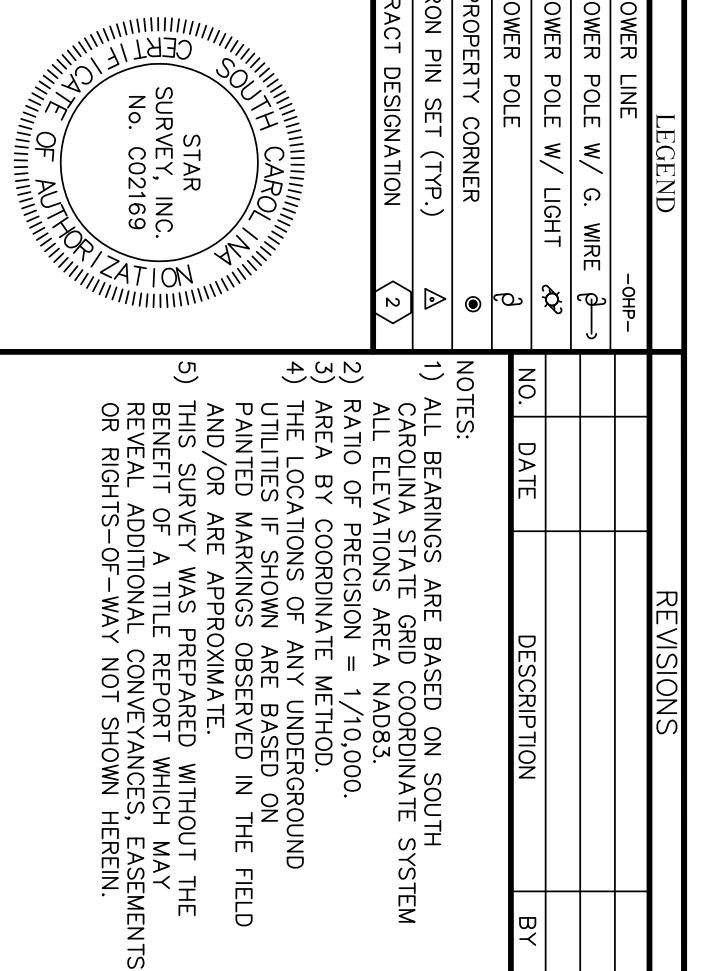 LEGEND
OWER LINE -OHP-
OWER POLE W/ G. WIRE
OWER POLE W/ LIGHT
OWER POLE
PROPERTY CORNER
RON PIN SET (TYP.)
RACT DESIGNATION 2
SOUTH CAROLINA
CERTIFICATE OF AUTHORIZATION
STAR
SURVEY, INC.
No. C02169
REVISIONS
NO. DATE DESCRIPTION BY
NOTES:
1) ALL BEARINGS ARE BASED ON SOUTH
CAROLINA STATE GRID COORDINATE SYSTEM
ALL ELEVATIONS AREA NAD83.
2) RATIO OF PRECISION = 1/10,000.
3) AREA BY COORDINATE METHOD.
4) THE LOCATIONS OF ANY UNDERGROUND
UTILITIES IF SHOWN ARE BASED ON
PAINTED MARKINGS OBSERVED IN THE FIELD
AND/OR ARE APPROXIMATE.
5) THIS SURVEY WAS PREPARED WITHOUT THE
BENEFIT OF A TITLE REPORT WHICH MAY
REVEAL ADDITIONAL CONVEYANCES, EASEMENTS
OR RIGHTS-OF-WAY NOT SHOWN HEREIN.